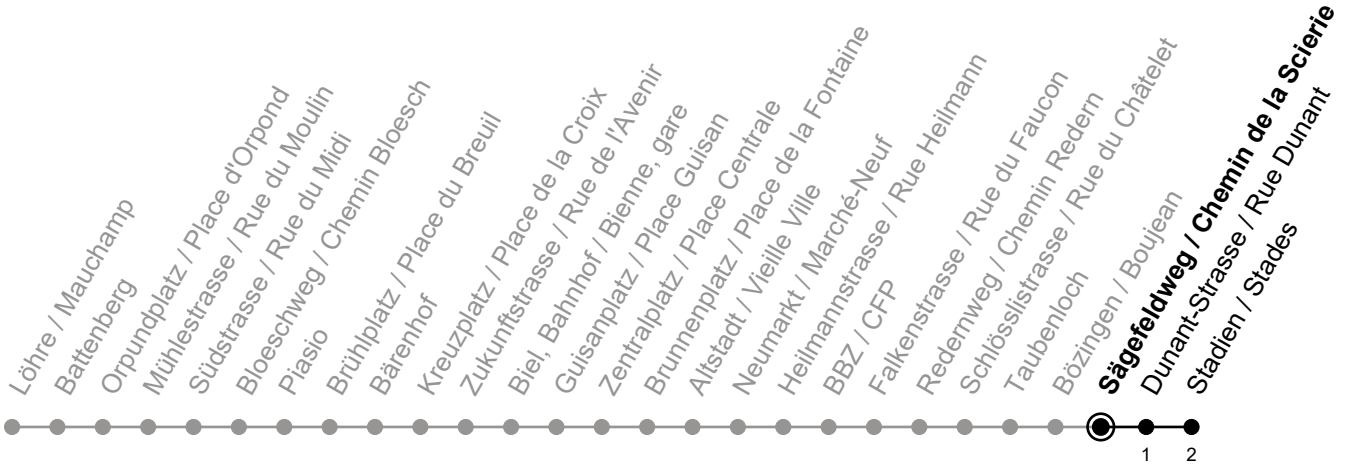 Löhre / Mauchamp
Battenberg
Orpundplatz / Place d'Orpond
Mühlestrasse / Rue du Moulin
Südstrasse / Rue du Midi
Bloeschweg / Chemin Bloesch
Piasio
Brühlplatz / Place du Breuil
Bärenhof
Kreuzplatz / Place de la Croix
Zukunftstrasse / Rue de l'Avenir
Biel, Bahnhof / Bienne, gare
Guisanplatz / Place Guisan
Zentralplatz / Place Centrale
Brunnenplatz / Place de la Fontaine
Altstadt / Vieille Ville
Neumarkt / Marché-Neuf
Heilmannstrasse / Rue Heilmann
BBZ / CFP
Falkenstrasse / Rue du Faucon
Redernweg / Chemin Redern
Schlösslistrasse / Rue du Châtelet
Taubenloch
Bözingen / Boujean
Sägefeldweg / Chemin de la Scierie
Dunant-Strasse / Rue Dunant
Stadien / Stades
1
2